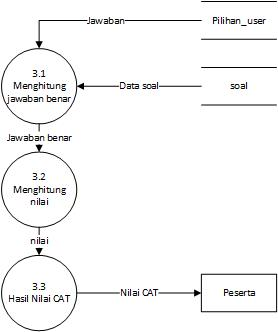 Jawaban
Pilihan_user
3.1
Menghitung
jawaban benar
Data soal
soal
Jawaban benar
3.2
Menghitung
nilai
nilai
3.3
Hasil Nilai CAT
Nilai CAT
Peserta